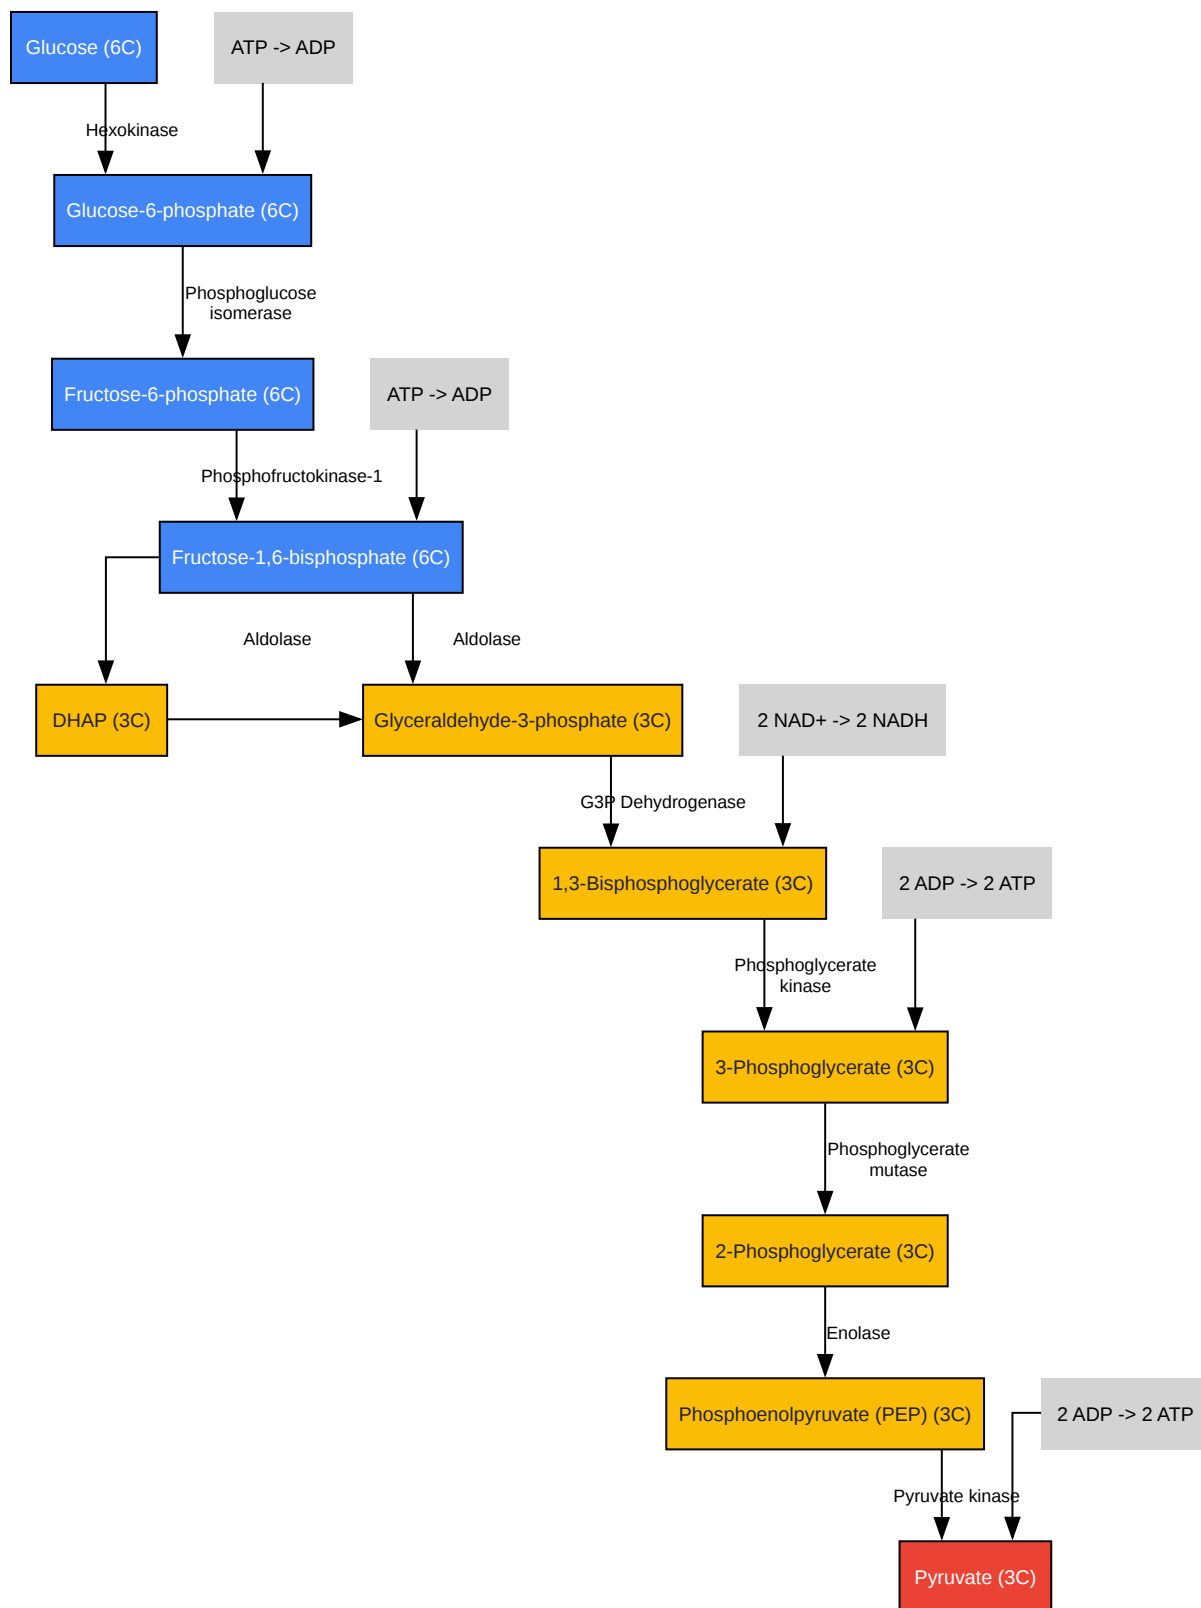 Glucose (6C)
ATP -> ADP
Hexokinase
Glucose-6-phosphate (6C)
Phosphoglucose
isomerase
Fructose-6-phosphate (6C)
ATP -> ADP
Phosphofructokinase-1
Fructose-1,6-bisphosphate (6C)
Aldolase
Aldolase
DHAP (3C)
Glyceraldehyde-3-phosphate (3C)
2 NAD+ -> 2 NADH
G3P Dehydrogenase
1,3-Bisphosphoglycerate (3C)
2 ADP -> 2 ATP
Phosphoglycerate
kinase
3-Phosphoglycerate (3C)
Phosphoglycerate
mutase
2-Phosphoglycerate (3C)
Enolase
Phosphoenolpyruvate (PEP) (3C)
2 ADP -> 2 ATP
Pyruvate kinase
Pyruvate (3C)